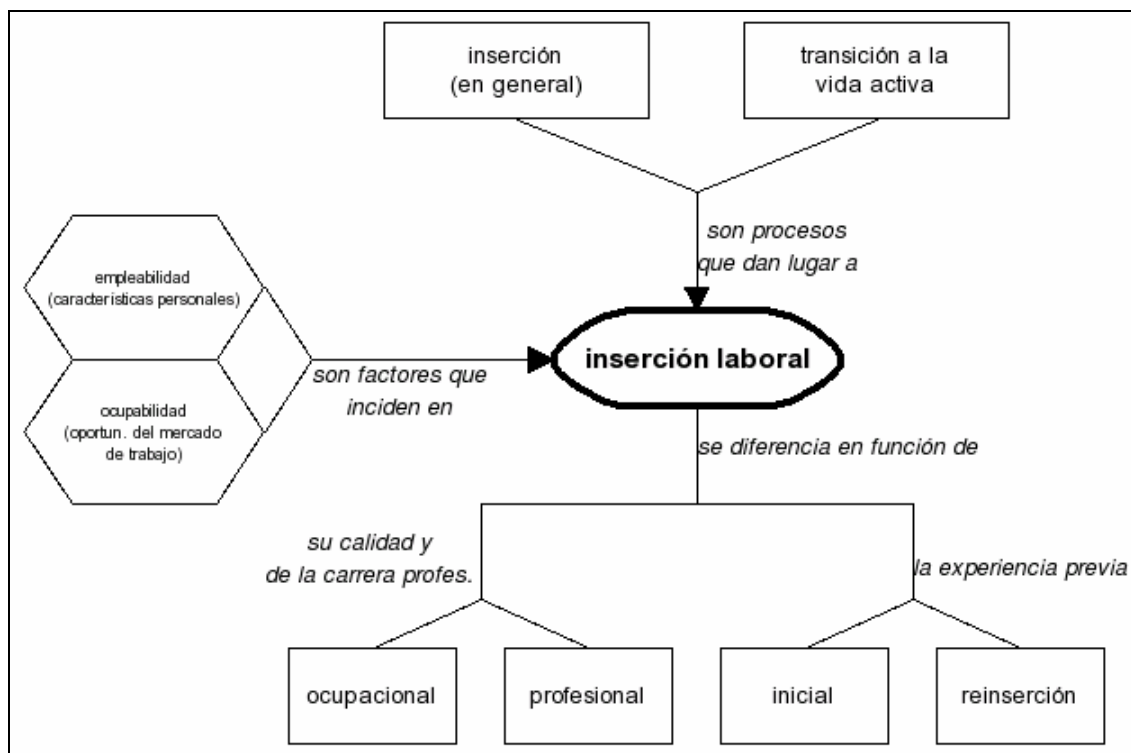 inserción
(en general)
transición a la
vida activa
son procesos
que dan lugar a
empleabilidad
(características personales)
ocupabilidad
(oportun. del mercado
de trabajo)
son factores que
inciden en
inserción laboral
se diferencia en función de
su calidad y
de la carrera profes.
la experiencia previa
ocupacional
profesional
inicial
reinserción